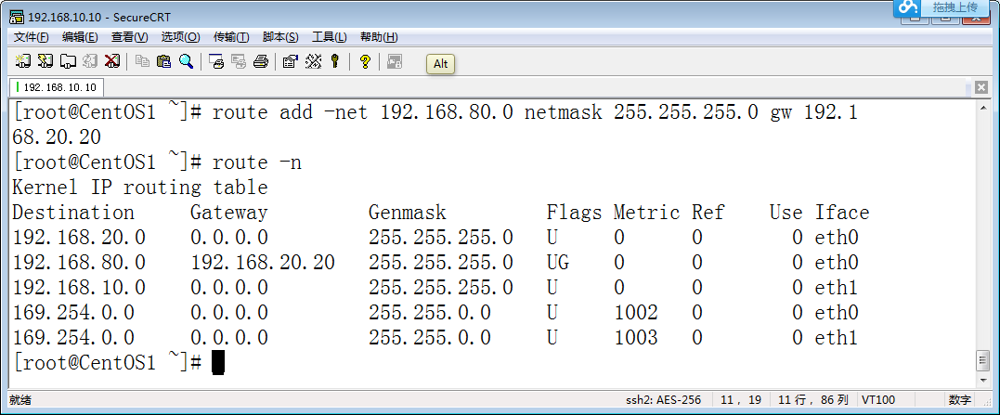 192.168.10.10 - SecureCRT
拖拽上传
文件(F) 编辑(E) 查看(V) 选项(O) 传输(T) 脚本(S) 工具(L) 帮助(H)
Alt
192.168.10.10
[root@CentOS1 ~]# route add -net 192.168.80.0 netmask 255.255.255.0 gw 192.1
68.20.20
[root@CentOS1 ~]# route -n
Kernel IP routing table
Destination Gateway Genmask Flags Metric Ref Use Iface
192.168.20.0 0.0.0.0 255.255.255.0 U 0 0 0 eth0
192.168.80.0 192.168.20.20 255.255.255.0 UG 0 0 0 eth0
192.168.10.0 0.0.0.0 255.255.255.0 U 0 0 0 eth1
169.254.0.0 0.0.0.0 255.255.0.0 U 1002 0 0 eth0
169.254.0.0 0.0.0.0 255.255.0.0 U 1003 0 0 eth1
[root@CentOS1 ~]#
就绪 ssh2: AES-256 11, 19 11 行, 86 列 VT100 数字